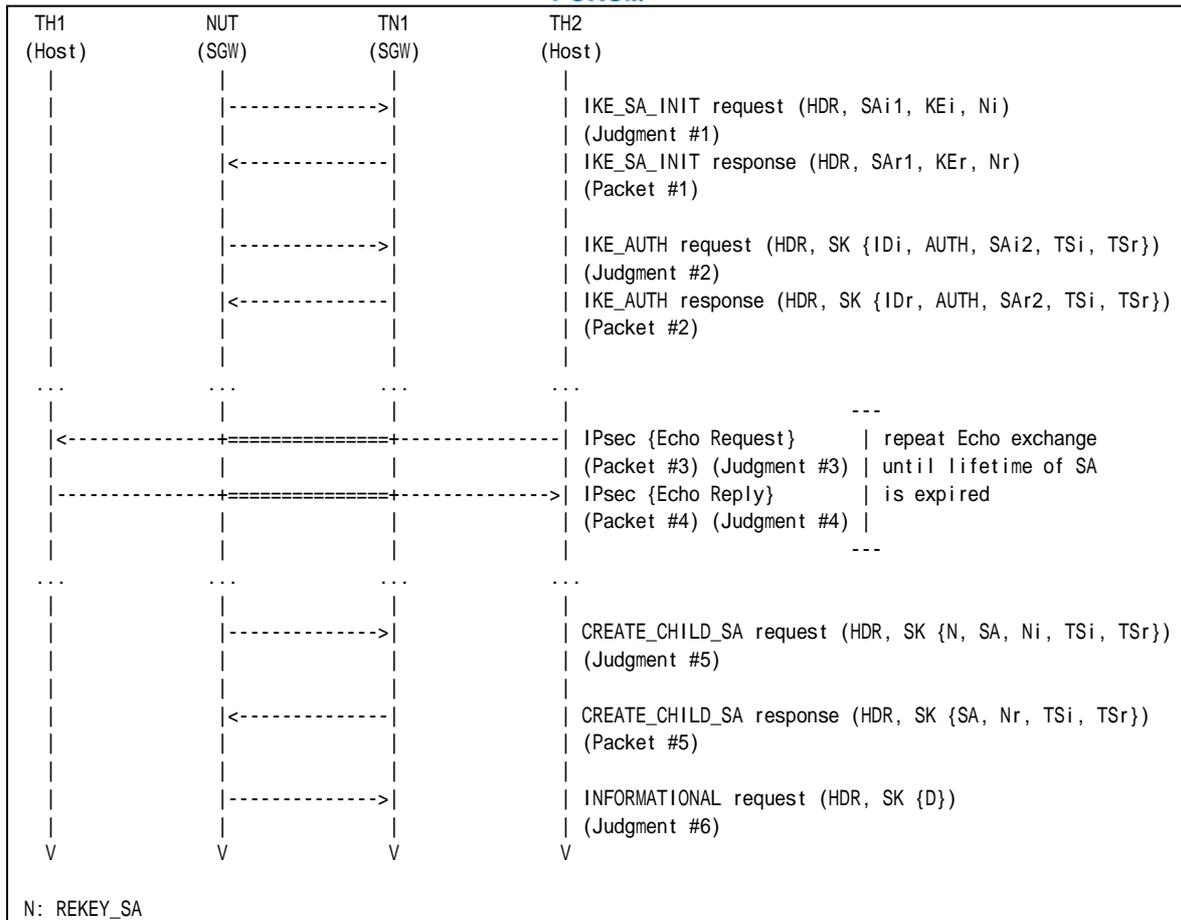 TH1 NUT TN1 TH2
(Host) (SGW) (SGW) (Host)
| | | |
| |-------------->| | IKE_SA_INIT request (HDR, SAi1, KEi, Ni)
| | | | (Judgment #1)
| |<--------------| | IKE_SA_INIT response (HDR, SAr1, KEr, Nr)
| | | | (Packet #1)
| | | |
| |-------------->| | IKE_AUTH request (HDR, SK {IDi, AUTH, SAi2, TSi, TSr})
| | | | (Judgment #2)
| |<--------------| | IKE_AUTH response (HDR, SK {IDr, AUTH, SAr2, TSi, TSr})
| | | | (Packet #2)
| | | |
... ... ... ...
| | | | ---
|<--------------+===============+--------------| IPsec {Echo Request} | repeat Echo exchange
| | | | (Packet #3) (Judgment #3) | until lifetime of SA
|---------------+===============+------------->| IPsec {Echo Reply} | is expired
| | | | (Packet #4) (Judgment #4) |
| | | | ---
... ... ... ...
| | | |
| |-------------->| | CREATE_CHILD_SA request (HDR, SK {N, SA, Ni, TSi, TSr})
| | | | (Judgment #5)
| | | |
| |<--------------| | CREATE_CHILD_SA response (HDR, SK {SA, Nr, TSi, TSr})
| | | | (Packet #5)
| | | |
| |-------------->| | INFORMATIONAL request (HDR, SK {D})
| | | | (Judgment #6)
V V V V
N: REKEY_SA